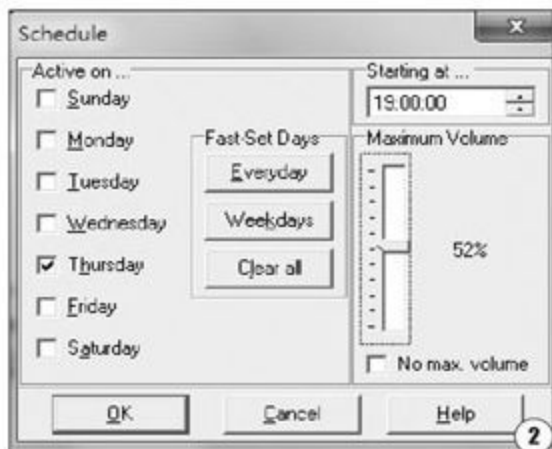 Schedule
Active on ...
Sunday
Monday
Tuesday
Wednesday
Thursday
Friday
Saturday
Fast-Set Days
Everyday
Weekdays
Clear all
Starting at ...
19:00:00
Maximum Volume
52%
No max. volume
OK
Cancel
Help
2